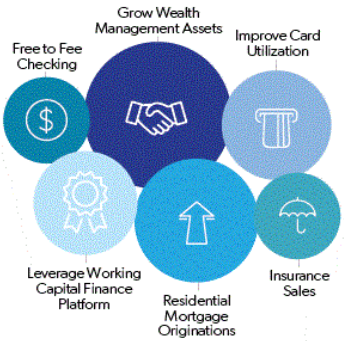 Grow Wealth
Management Assets
Free to Fee
Checking
Improve Card
Utilization
$
Leverage Working
Capital Finance
Platform
Residential
Mortgage
Originations
Insurance
Sales